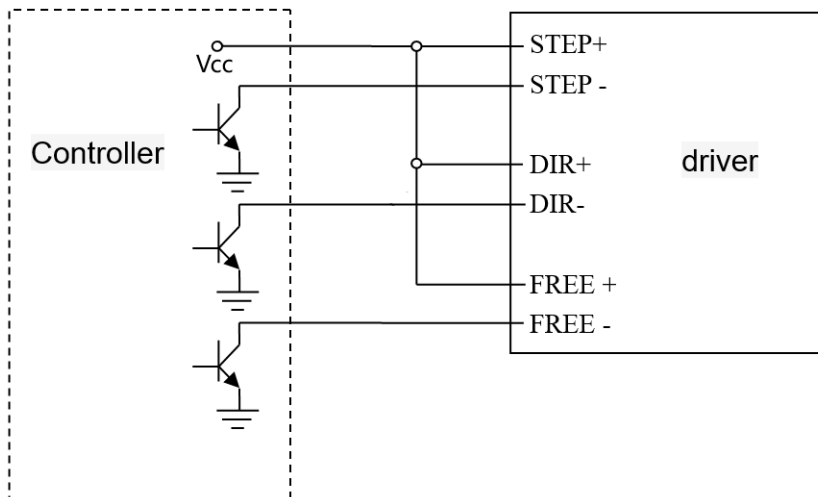 STEP+
Vcc
STEP -
Controller
DIR+
driver
DIR-
FREE +
FREE -